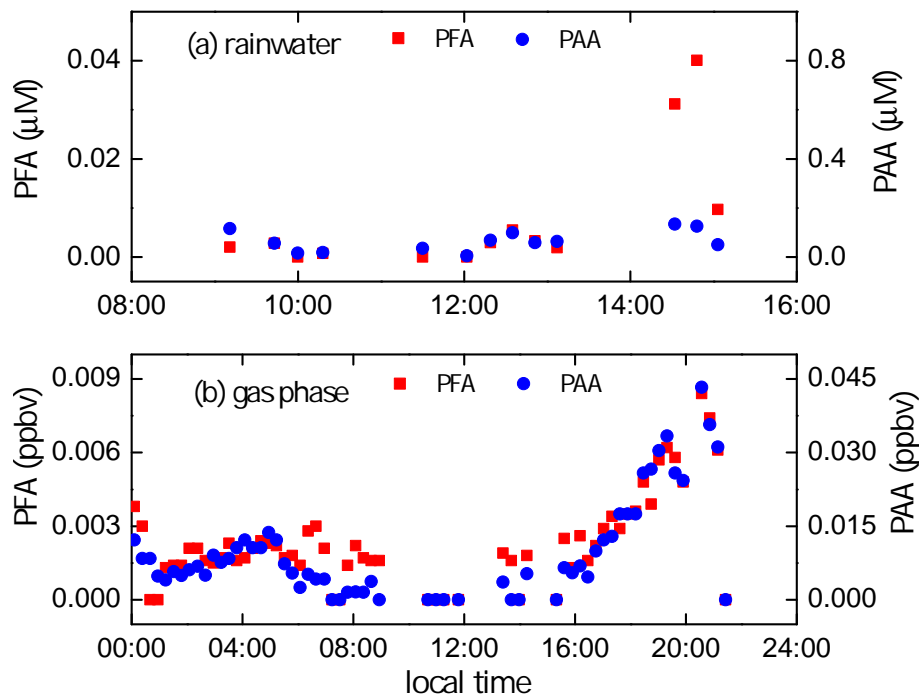 (a) rainwater PFA PAA
0.04
0.02
0.00
PFA (μM)
0.8
0.4
0.0
PAA (μM)
08:00 10:00 12:00 14:00 16:00
(b) gas phase PFA PAA
0.009
0.006
0.003
0.000
PFA (ppbv)
0.045
0.030
0.015
0.000
PAA (ppbv)
00:00 04:00 08:00 12:00 16:00 20:00 24:00
local time